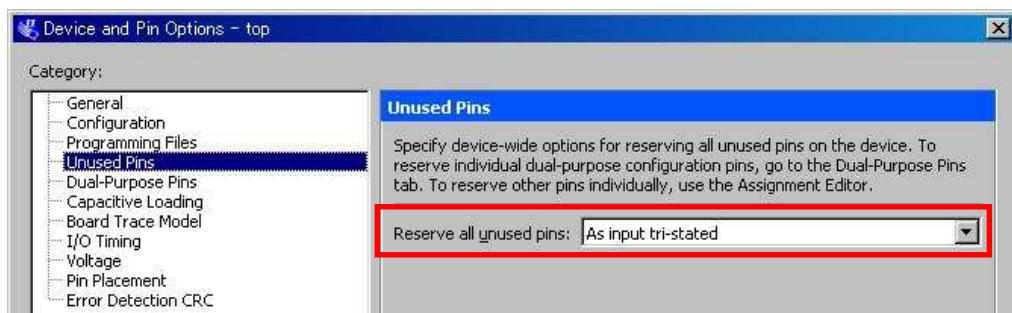 Device and Pin Options - top
Category:
General
Configuration
Programming Files
Unused Pins
Dual-Purpose Pins
Capacitive Loading
Board Trace Model
I/O Timing
Voltage
Pin Placement
Error Detection CRC
Unused Pins
Specify device-wide options for reserving all unused pins on the device. To
reserve individual dual-purpose configuration pins, go to the Dual-Purpose Pins
tab. To reserve other pins individually, use the Assignment Editor.
Reserve all unused pins: As input tri-stated